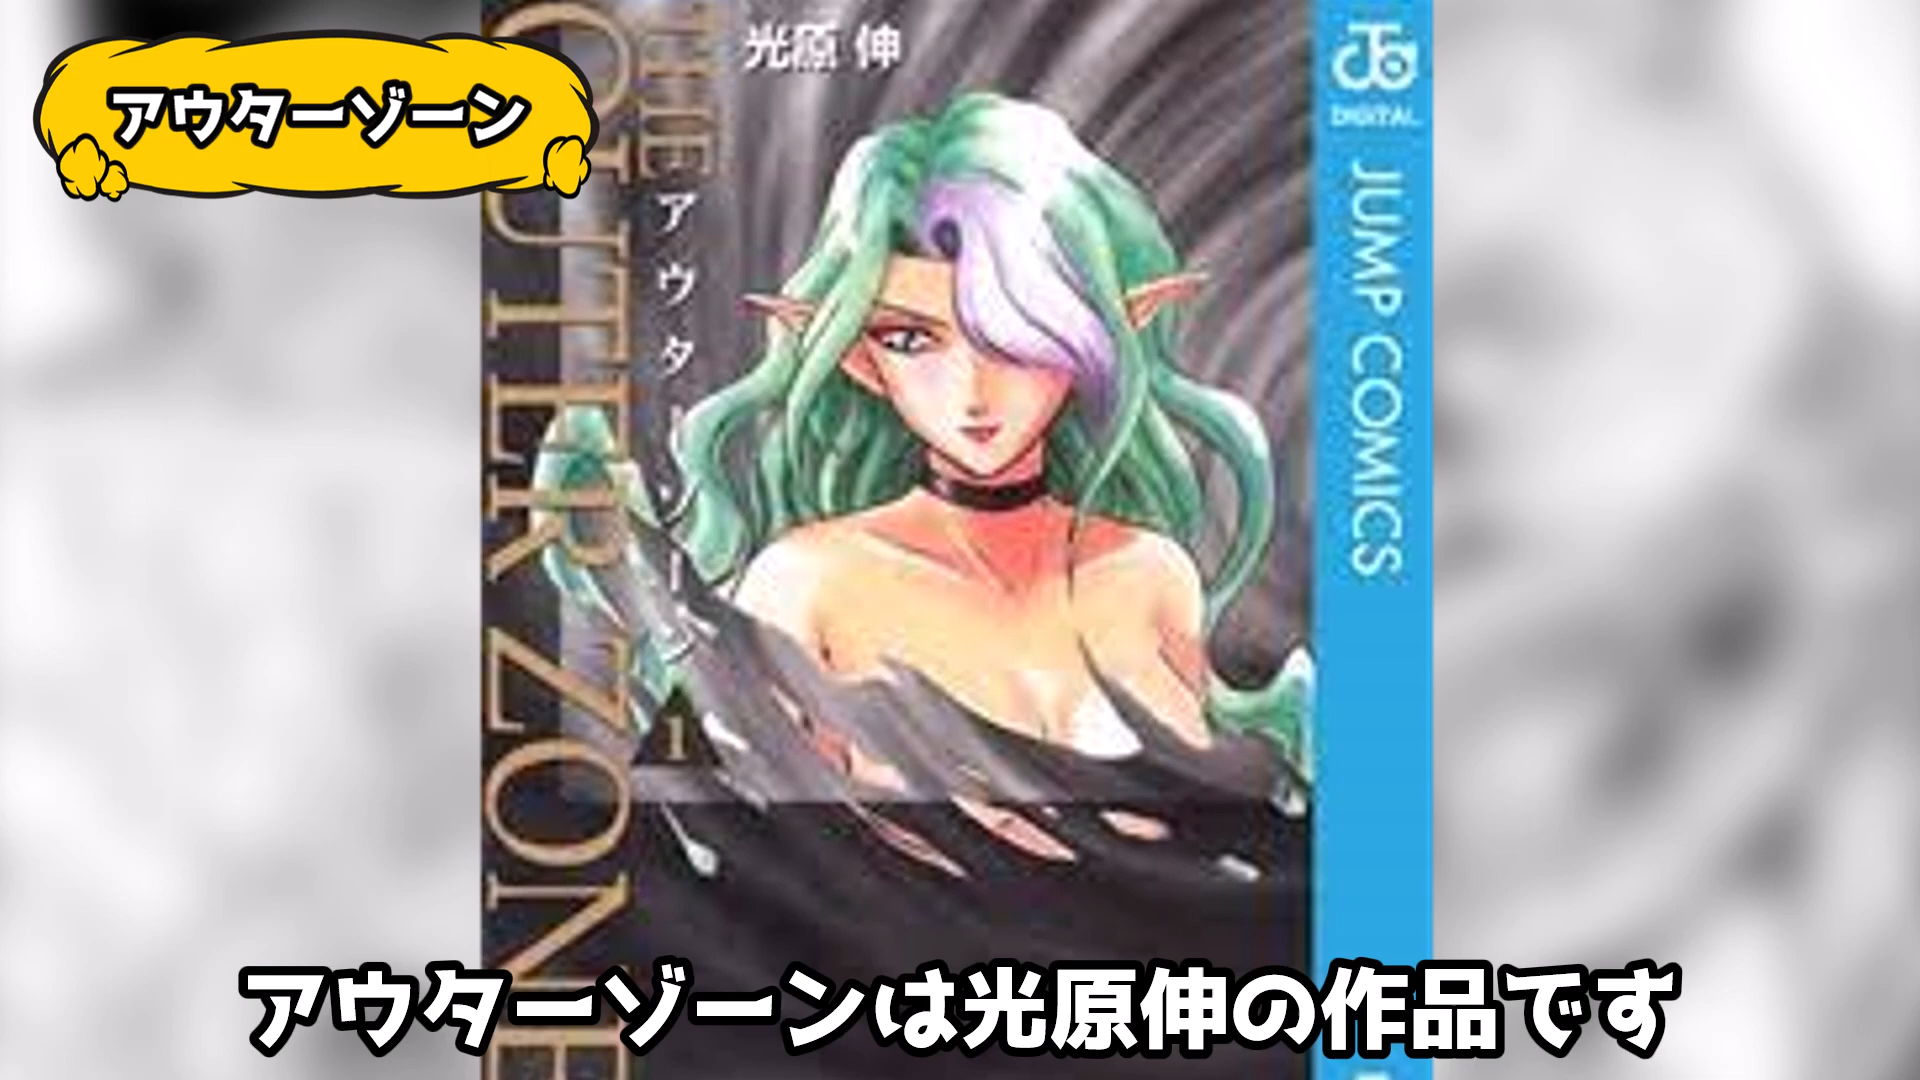 アウターゾーン
光原 伸
THE
OUTER ZONE
アウターゾーン
1
DIGITAL
JUMP COMICS
アウターゾーンは光原伸の作品です